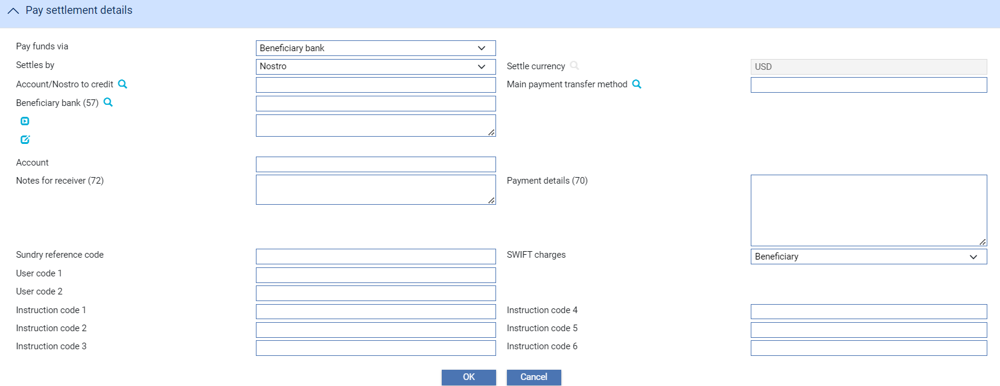 Pay settlement details
Pay funds via Beneficiary bank
Settles by Nostro Settle currency USD
Account/Nostro to credit Main payment transfer method
Beneficiary bank (57)
Account
Notes for receiver (72) Payment details (70)
Sundry reference code SWIFT charges Beneficiary
User code 1
User code 2
Instruction code 1 Instruction code 4
Instruction code 2 Instruction code 5
Instruction code 3 Instruction code 6
OK Cancel